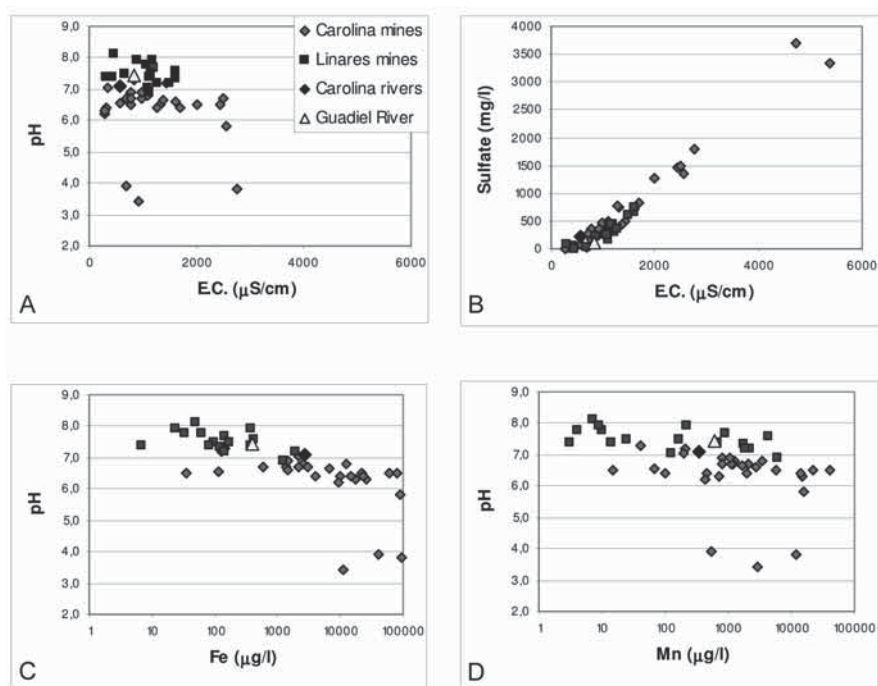 9,0
8,0
7,0
6,0
5,0
4,0
3,0
2,0
pH
0 2000 4000 6000
E.C. (μS/cm)
A
Carolina mines
Linares mines
Carolina rivers
Guadiel River
4000
3500
3000
2500
2000
1500
1000
500
0
Sulfate (mg/l)
0 2000 4000 6000
E.C. (μS/cm)
B
9,0
8,0
7,0
6,0
5,0
4,0
3,0
2,0
pH
1 10 100 1000 10000 100000
Fe (μg/l)
C
9,0
8,0
7,0
6,0
5,0
4,0
3,0
2,0
pH
1 10 100 1000 10000 100000
Mn (μg/l)
D